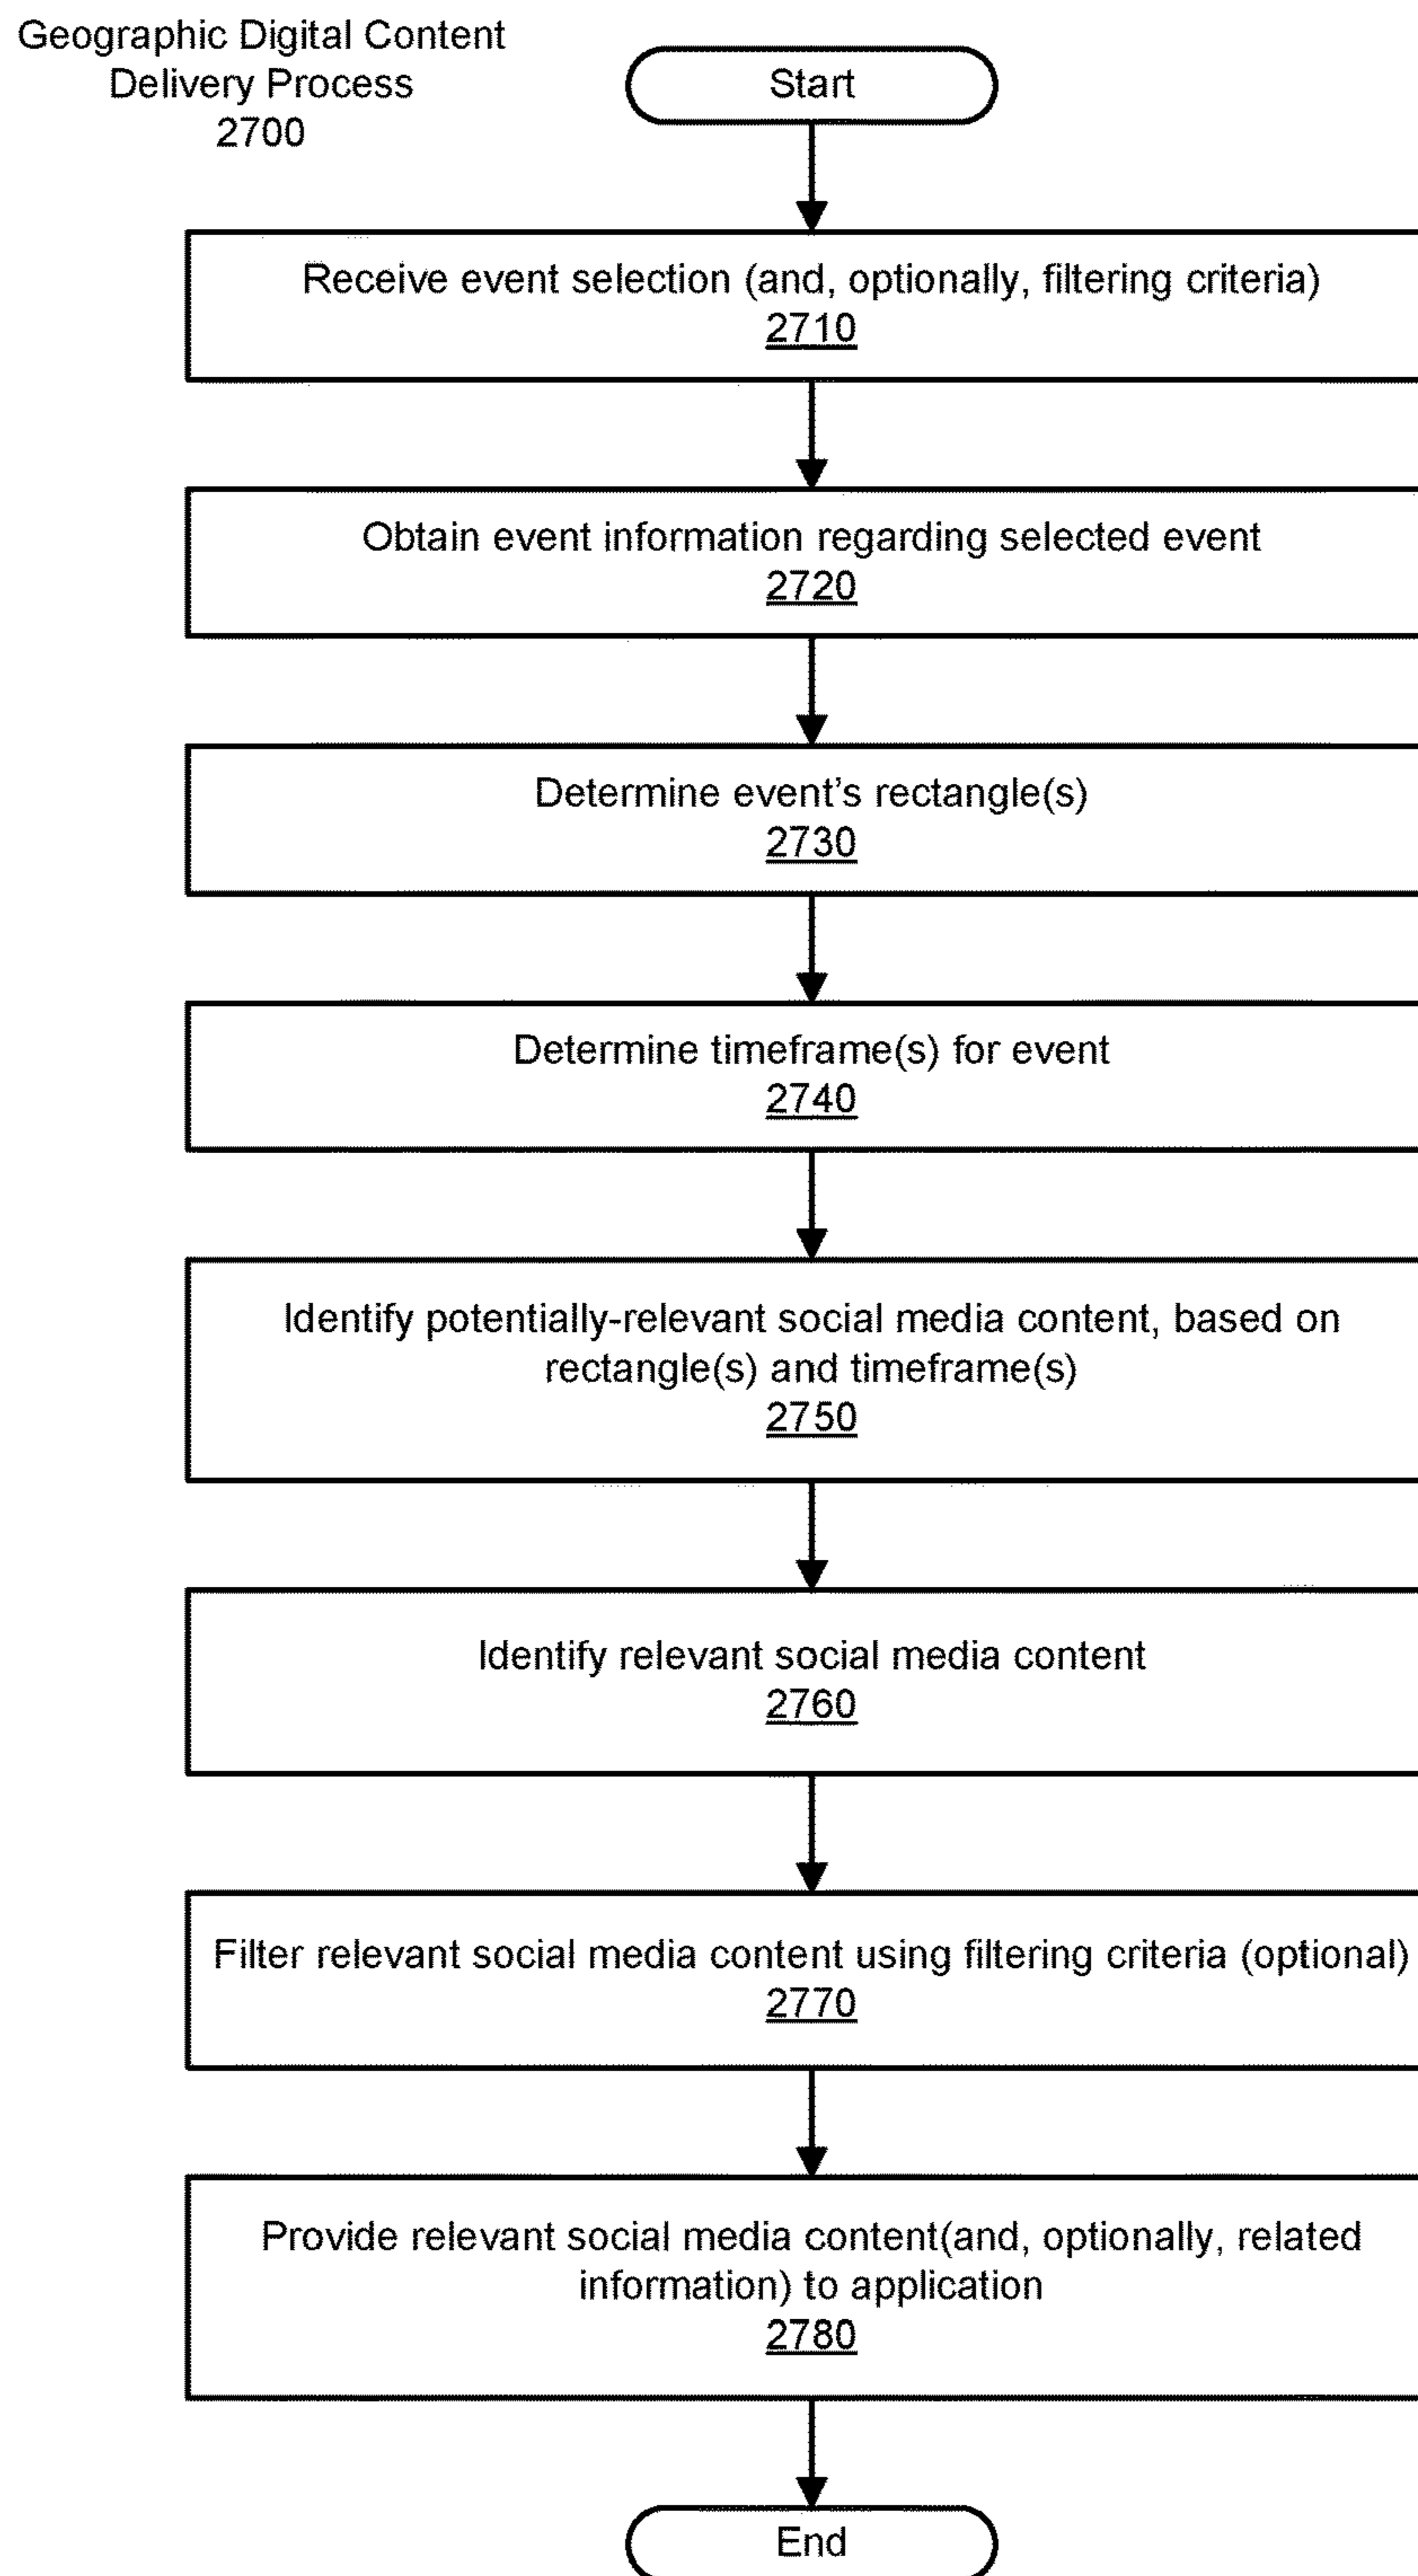 Geographic Digital Content
Delivery Process
2700
Start
Receive event selection (and, optionally, filtering criteria)
2710
Obtain event information regarding selected event
2720
Determine event's rectangle(s)
2730
Determine timeframe(s) for event
2740
Identify potentially-relevant social media content, based on
rectangle(s) and timeframe(s)
2750
Identify relevant social media content
2760
Filter relevant social media content using filtering criteria (optional)
2770
Provide relevant social media content(and, optionally, related
information) to application
2780
End